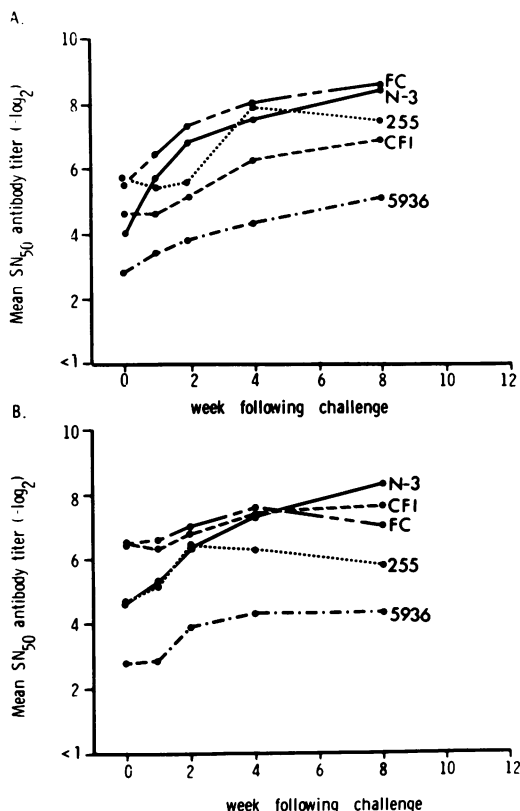 A.
Mean SN50 antibody titer (-log2)
10
8
6
4
2
<1
FC
N-3
255
CF1
5936
0 2 4 6 8 10 12
week following challenge
B.
Mean SN50 antibody titer (-log2)
10
8
6
4
2
<1
N-3
CF1
FC
255
5936
0 2 4 6 8 10 12
week following challenge